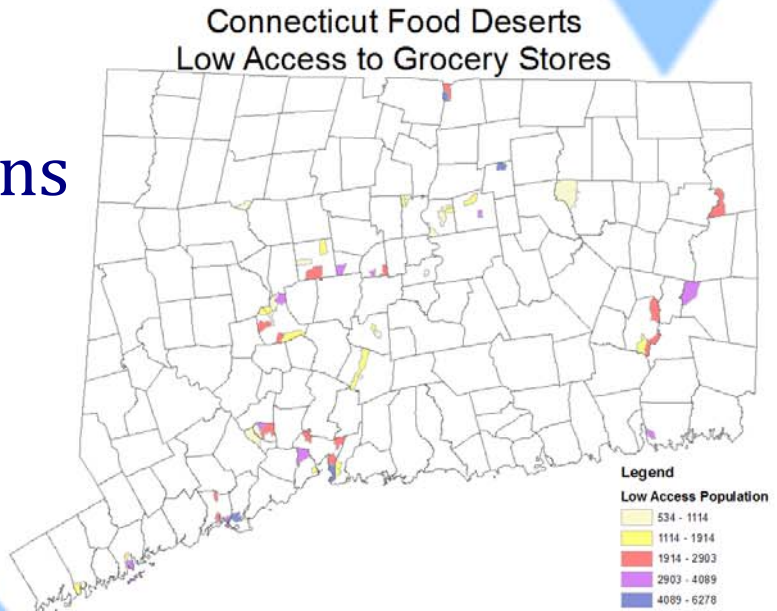 Connecticut Food Deserts
Low Access to Grocery Stores
ns
Legend
Low Access Population
534 - 1114
1114 - 1914
1914 - 2903
2903 - 4089
4089 - 6278